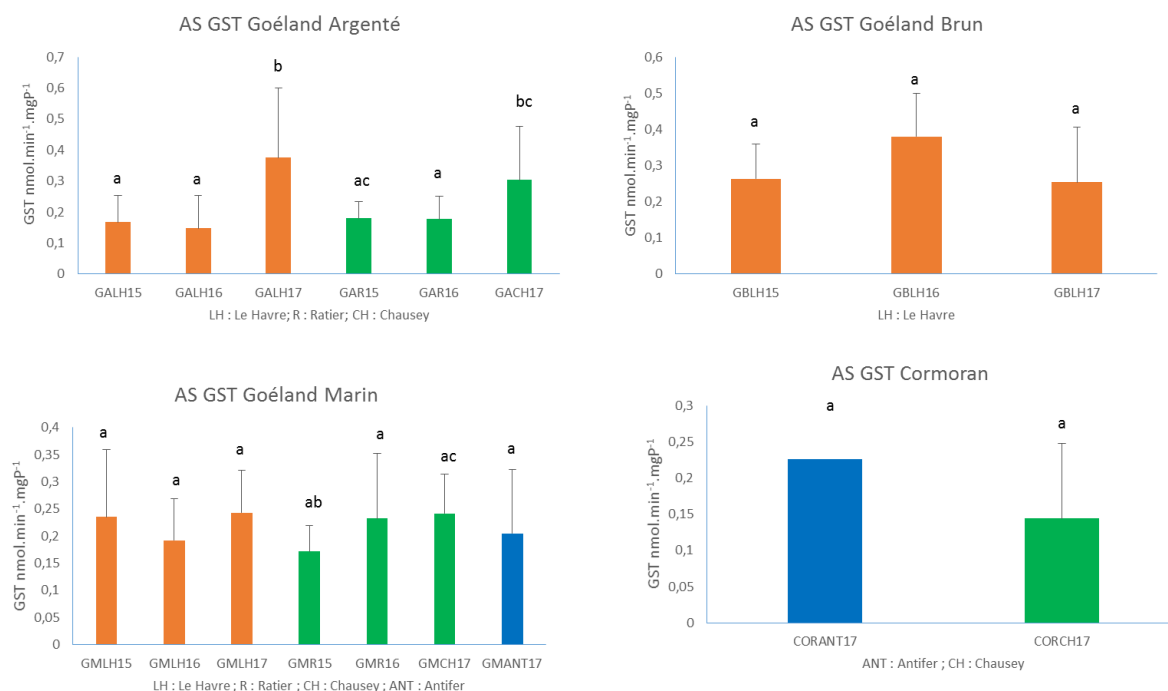 AS GST Goéland Argenté
GST nmol.min⁻¹.mgP⁻¹
0,7
0,6
0,5
0,4
0,3
0,2
0,1
0
a
a
b
ac
a
bc
GALH15 GALH16 GALH17 GAR15 GAR16 GACH17
LH : Le Havre; R : Ratier; CH : Chausey
AS GST Goéland Brun
GST nmol.min⁻¹.mgP⁻¹
0,6
0,5
0,4
0,3
0,2
0,1
0
a
a
a
GBLH15 GBLH16 GBLH17
LH : Le Havre
AS GST Goéland Marin
GST nmol.min⁻¹.mgP⁻¹
0,4
0,35
0,3
0,25
0,2
0,15
0,1
0,05
0
a
a
a
ab
a
ac
a
GMLH15 GMLH16 GMLH17 GMR15 GMR16 GMCH17 GMANT17
LH : Le Havre ; R : Ratier ; CH : Chausey ; ANT : Antifer
AS GST Cormoran
GST nmol.min⁻¹.mgP⁻¹
0,3
0,25
0,2
0,15
0,1
0,05
0
a
a
CORANT17 CORCH17
ANT : Antifer ; CH : Chausey